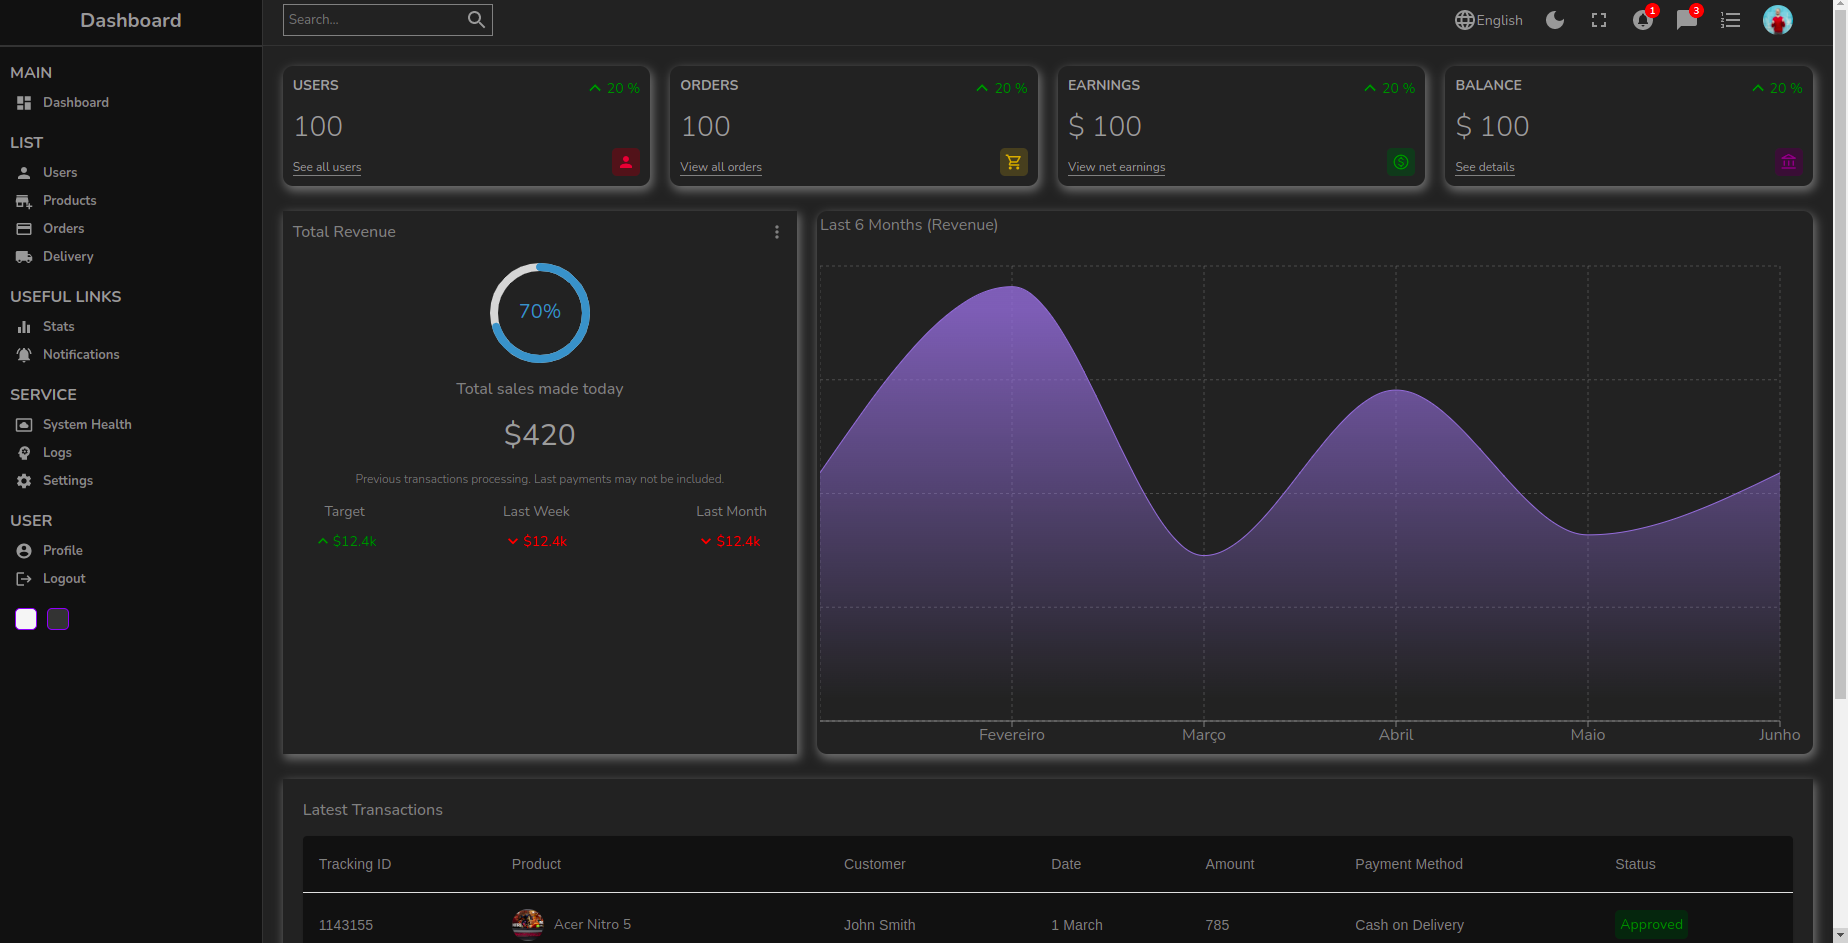 Dashboard
Search...
English
1
3
MAIN
Dashboard
LIST
Users
Products
Orders
Delivery
USEFUL LINKS
Stats
Notifications
SERVICE
System Health
Logs
Settings
USER
Profile
Logout
USERS
20 %
100
See all users
ORDERS
20 %
100
View all orders
EARNINGS
20 %
$ 100
View net earnings
BALANCE
20 %
$ 100
See details
Total Revenue
70%
Total sales made today
$420
Previous transactions processing. Last payments may not be included.
Target Last Week Last Month
$12.4k $12.4k $12.4k
Last 6 Months (Revenue)
Fevereiro Março Abril Maio Junho
Latest Transactions
Tracking ID Product Customer Date Amount Payment Method Status
1143155 Acer Nitro 5 John Smith 1 March 785 Cash on Delivery Approved